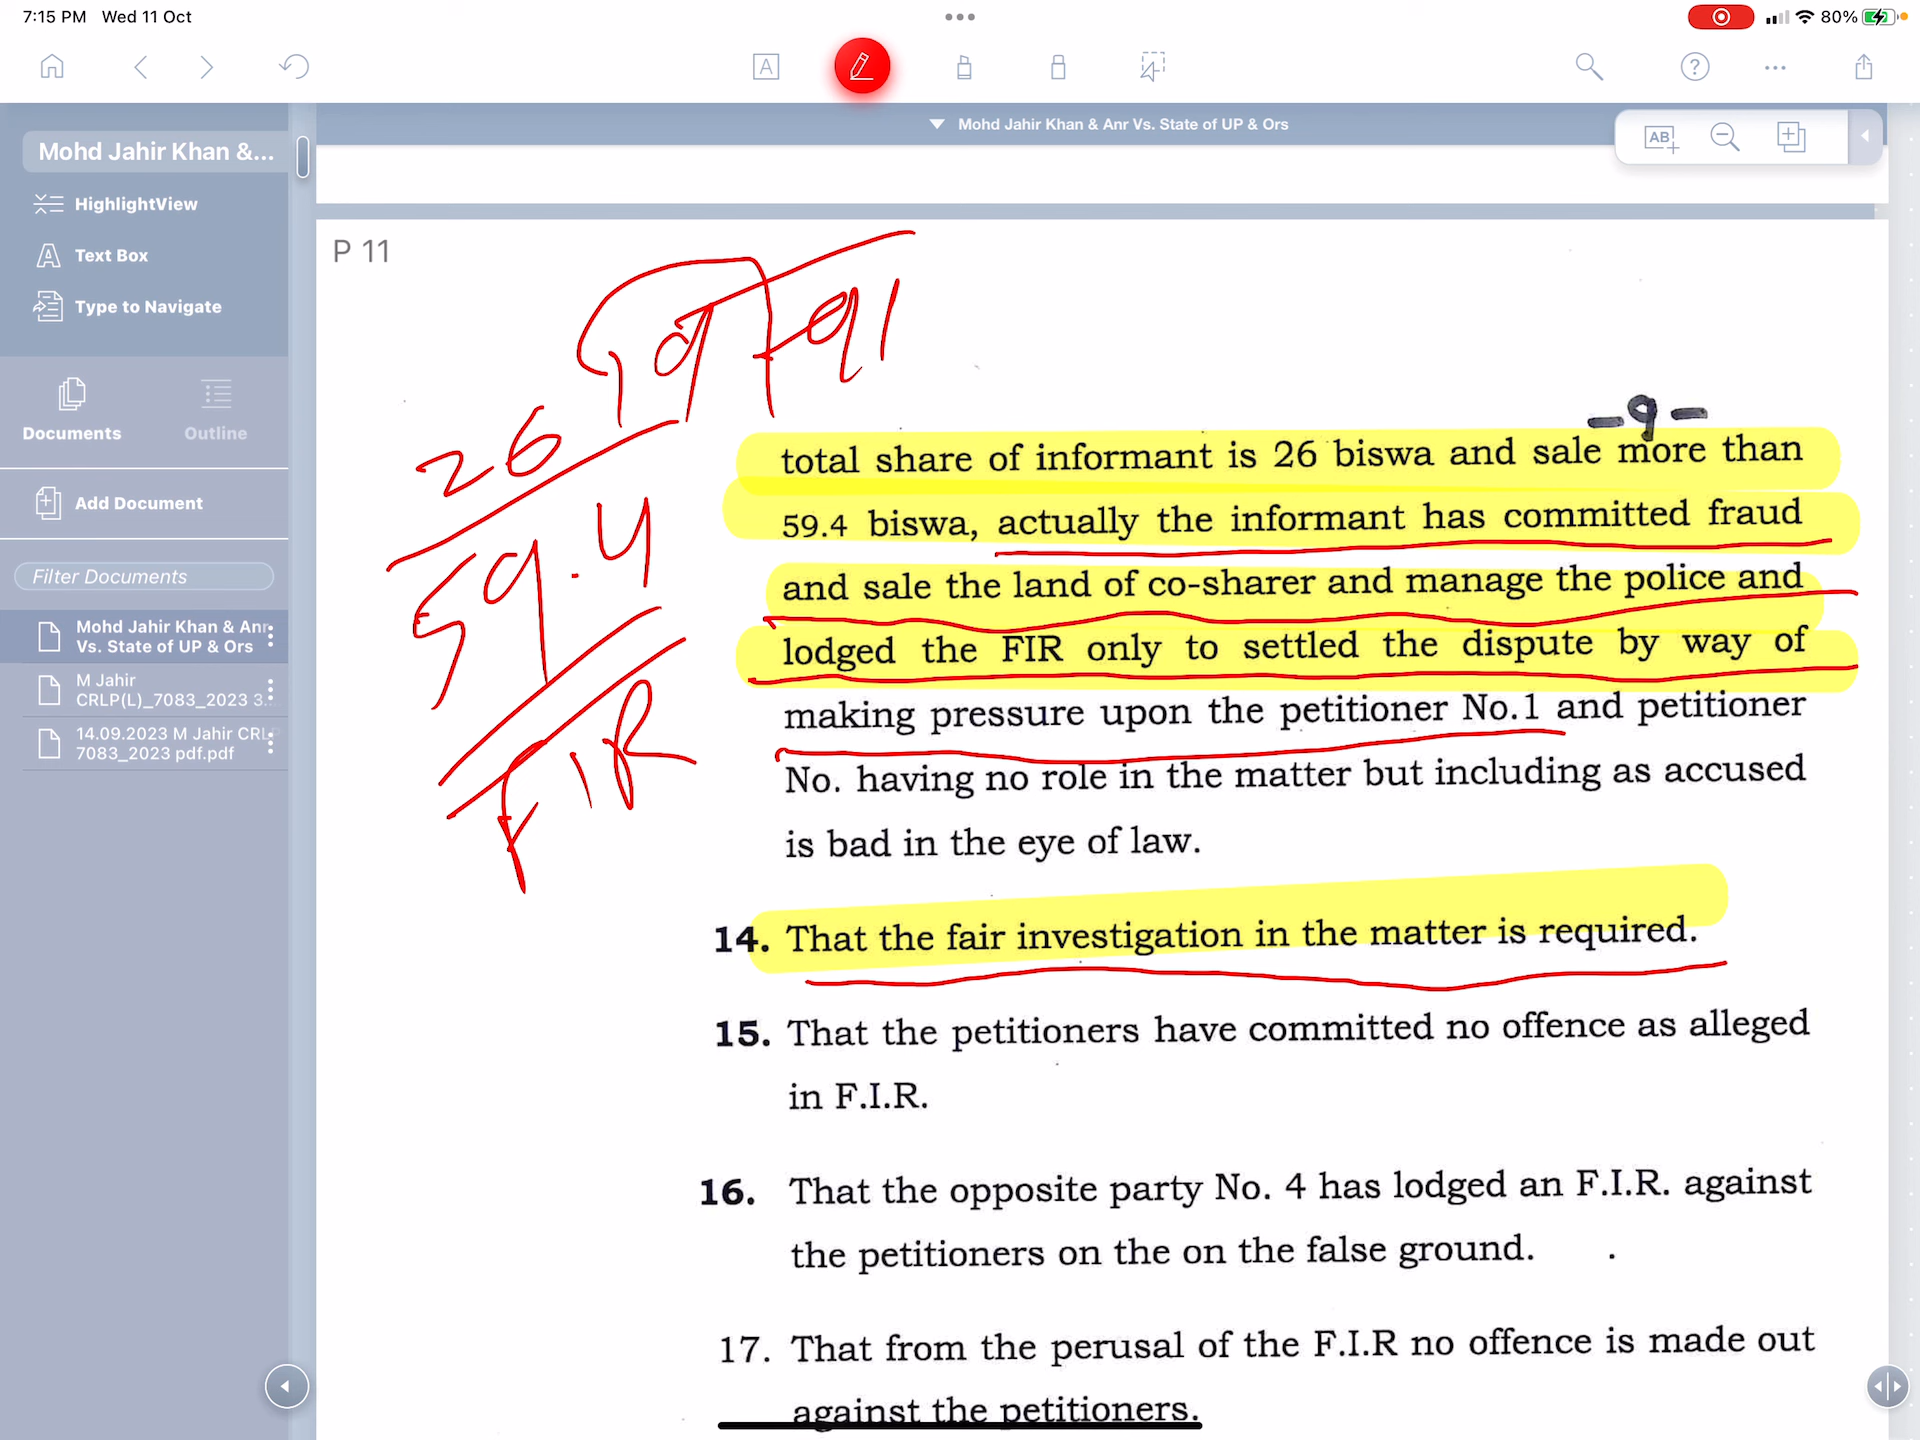 7:15 PM Wed 11 Oct
80%
A
Mohd Jahir Khan & Anr Vs. State of UP & Ors
AB
Mohd Jahir Khan &...
HighlightView
Text Box
Type to Navigate
Documents
Outline
Add Document
Filter Documents
Mohd Jahir Khan & Anr
Vs. State of UP & Ors
M Jahir
CRLP(L)_7083_2023 3...
14.09.2023 M Jahir CRL
7083_2023 pdf.pdf
P 11
26
59.4
FIR
-9-
total share of informant is 26 biswa and sale more than
59.4 biswa, actually the informant has committed fraud
and sale the land of co-sharer and manage the police and
lodged the FIR only to settled the dispute by way of
making pressure upon the petitioner No.1 and petitioner
No. having no role in the matter but including as accused
is bad in the eye of law.
14. That the fair investigation in the matter is required.
15. That the petitioners have committed no offence as alleged
in F.I.R.
16. That the opposite party No. 4 has lodged an F.I.R. against
the petitioners on the on the false ground.
17. That from the perusal of the F.I.R no offence is made out
against the petitioners.